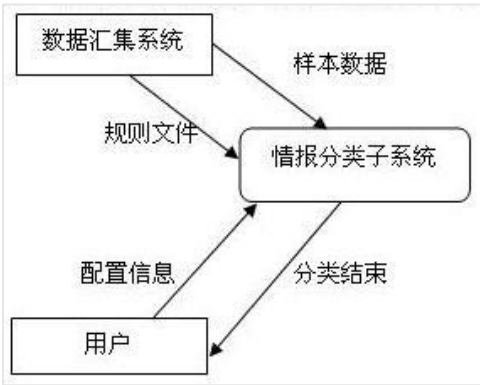 数据汇集系统
样本数据
规则文件
情报分类子系统
配置信息
分类结束
用户